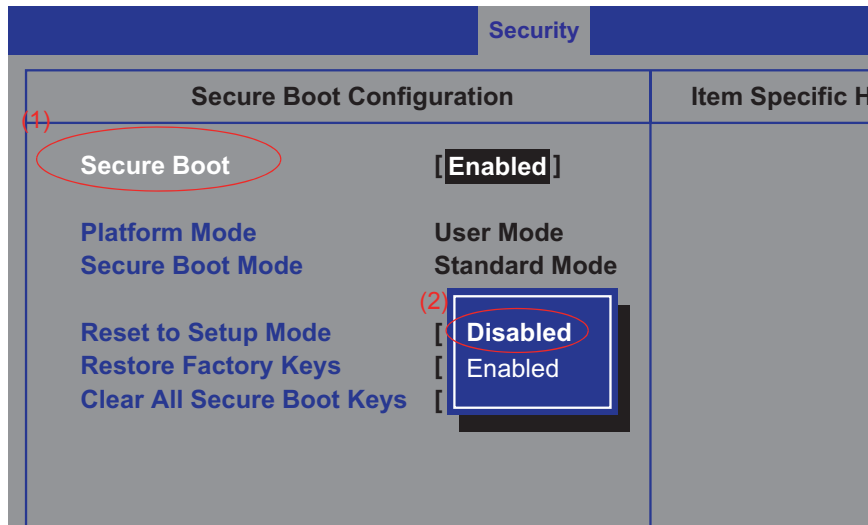 Security
Secure Boot Configuration
Item Specific H
(1)
Secure Boot [Enabled]
Platform Mode User Mode
Secure Boot Mode Standard Mode
(2)
Reset to Setup Mode [ Disabled
Restore Factory Keys [ Enabled
Clear All Secure Boot Keys [